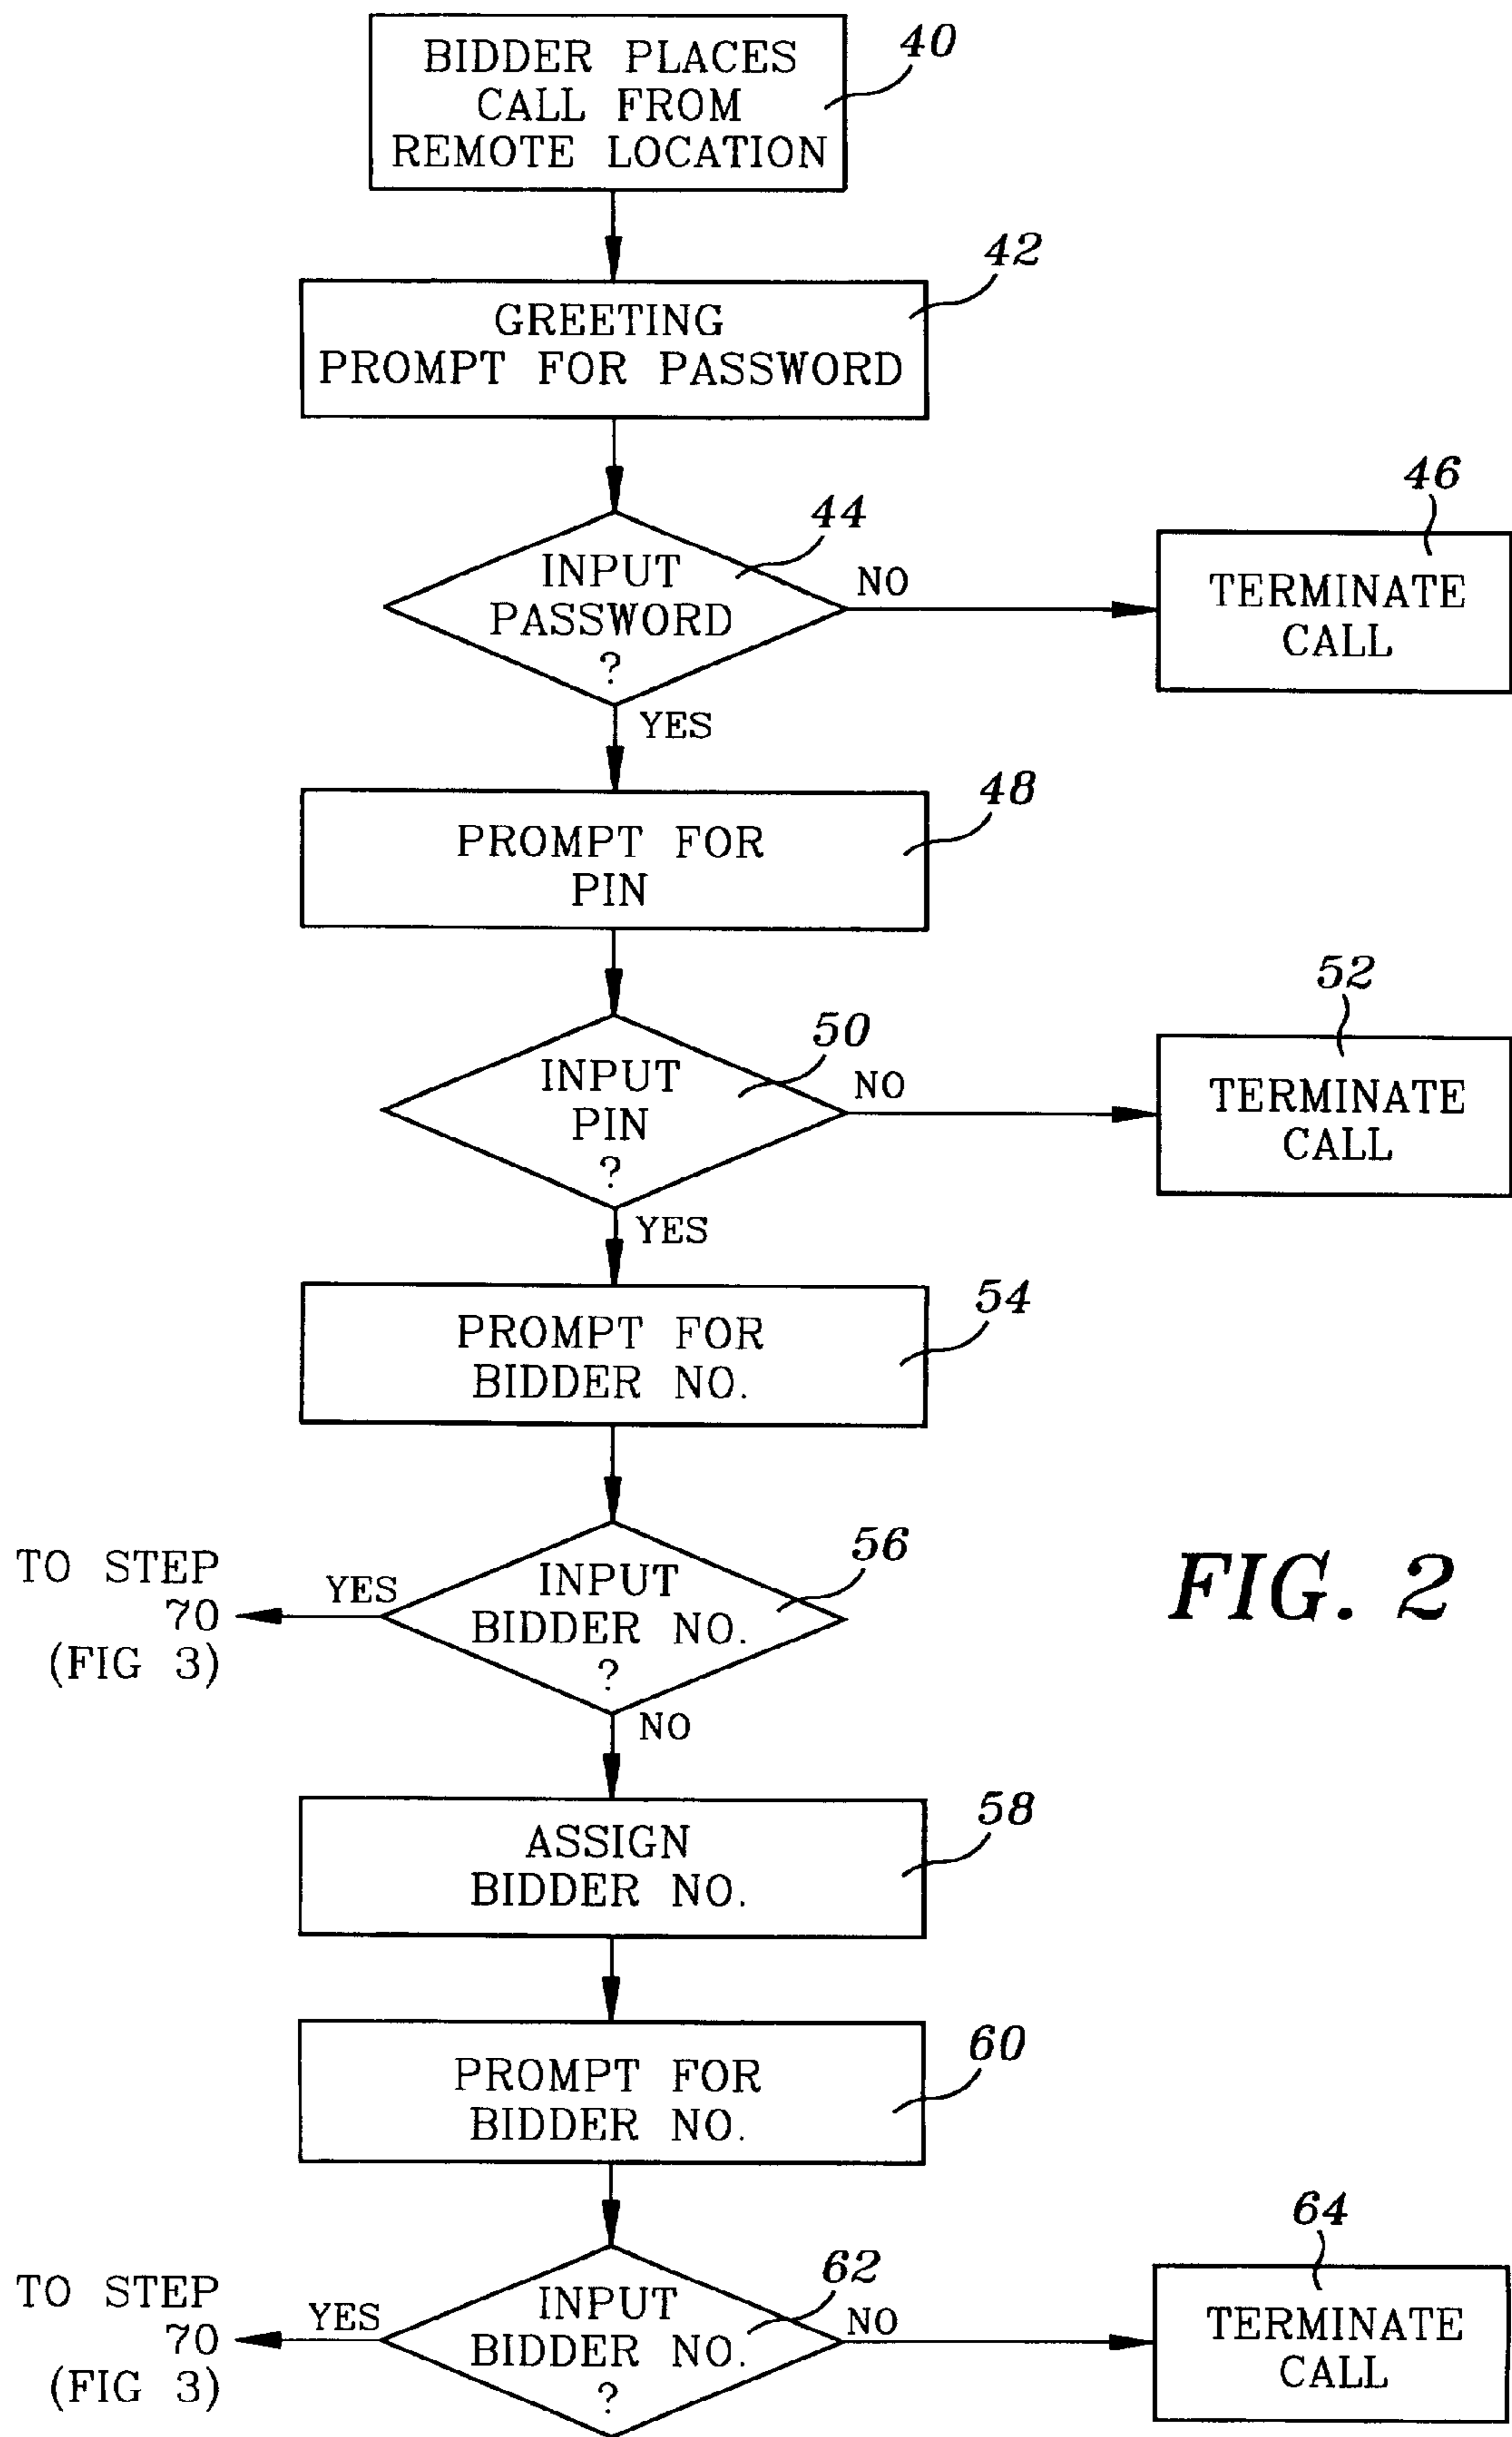 40
BIDDER PLACES
CALL FROM
REMOTE LOCATION
42
GREETING
PROMPT FOR PASSWORD
44
INPUT
PASSWORD
?
NO
46
TERMINATE
CALL
YES
48
PROMPT FOR
PIN
50
INPUT
PIN
?
NO
52
TERMINATE
CALL
YES
54
PROMPT FOR
BIDDER NO.
56
INPUT
BIDDER NO.
?
YES
TO STEP
70
(FIG 3)
FIG. 2
NO
58
ASSIGN
BIDDER NO.
60
PROMPT FOR
BIDDER NO.
62
INPUT
BIDDER NO.
?
YES
TO STEP
70
(FIG 3)
NO
64
TERMINATE
CALL